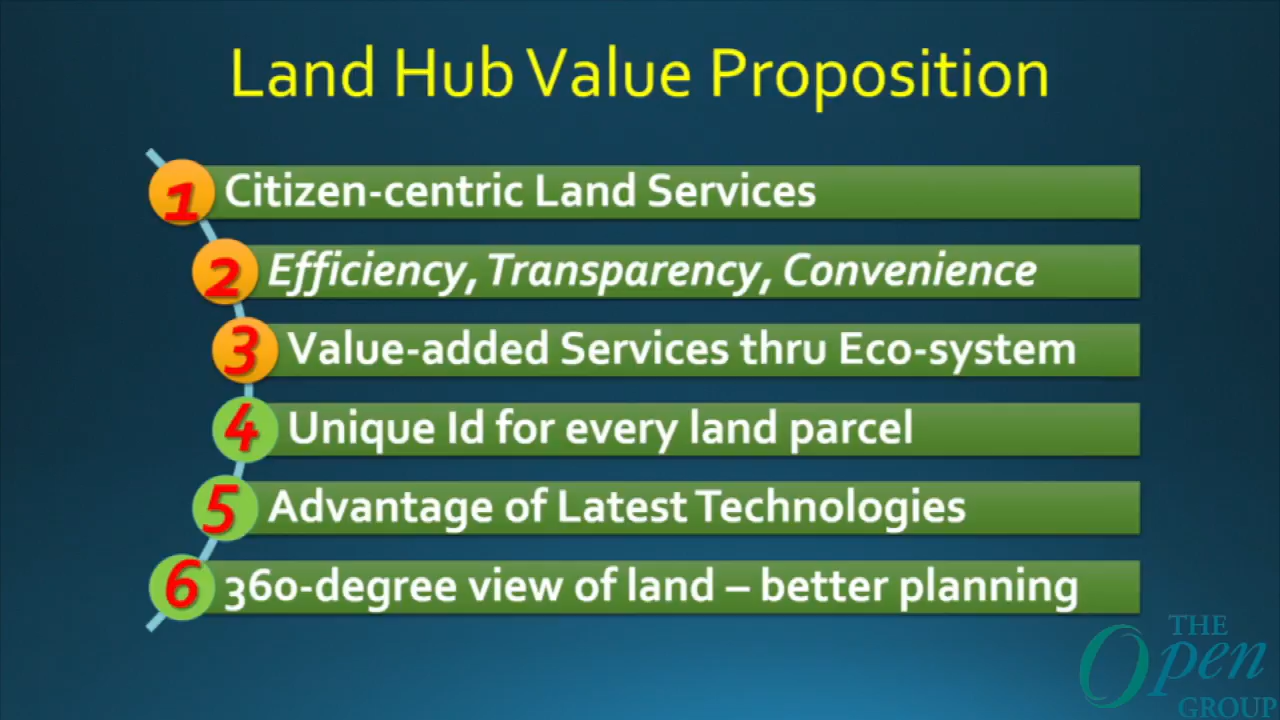 Land Hub Value Proposition
1 Citizen-centric Land Services
2 Efficiency, Transparency, Convenience
3 Value-added Services thru Eco-system
4 Unique Id for every land parcel
5 Advantage of Latest Technologies
6 360-degree view of land – better planning
THE
Open
GROUP